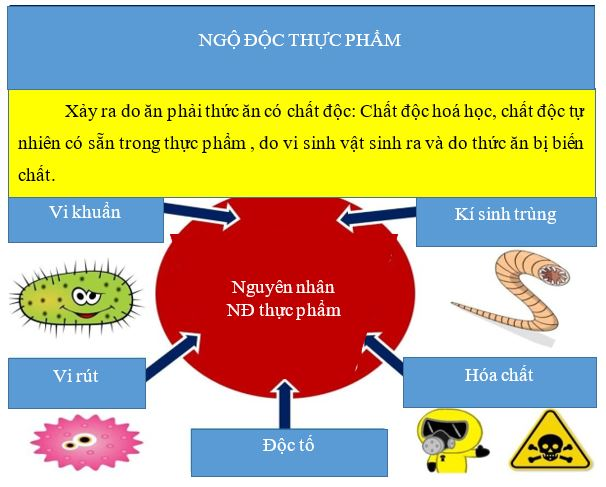 NGỘ ĐỘC THỰC PHẨM
Xảy ra do ăn phải thức ăn có chất độc: Chất độc hoá học, chất độc tự
nhiên có sẵn trong thực phẩm , do vi sinh vật sinh ra và do thức ăn bị biến
chất.
Vi khuẩn
Kí sinh trùng
Nguyên nhân
NĐ thực phẩm
Vi rút
Hóa chất
Độc tố